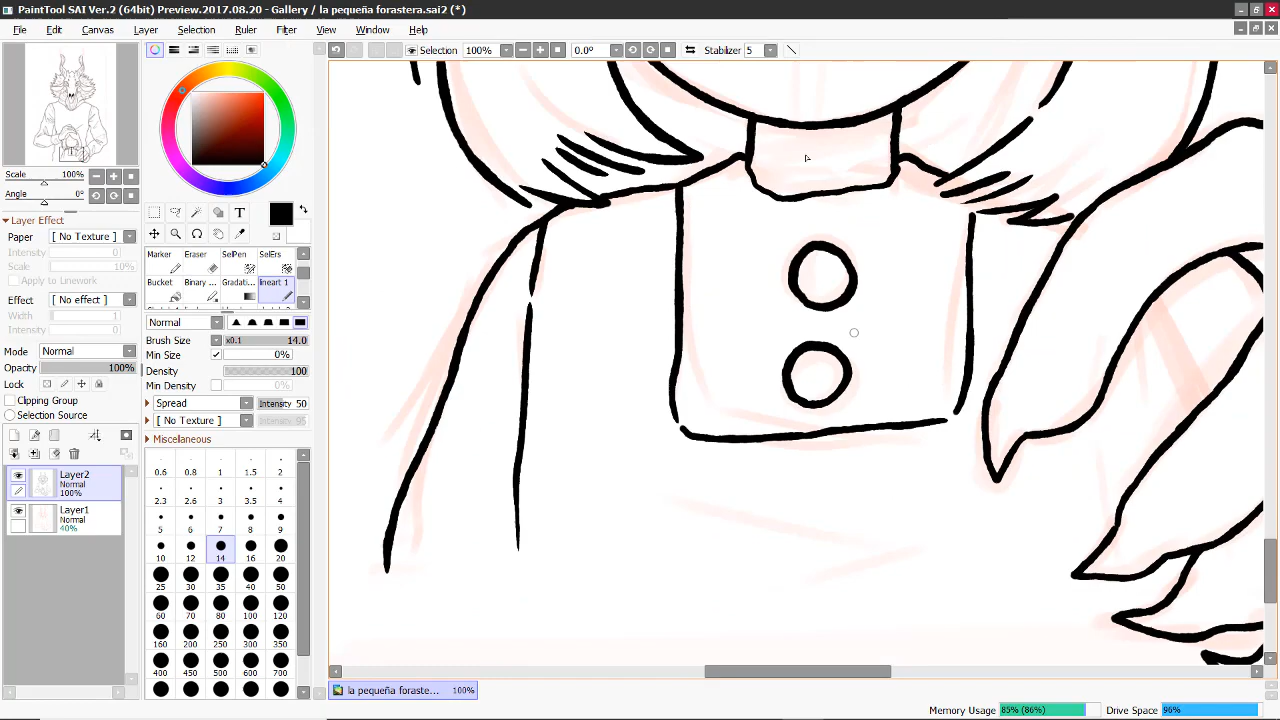 PaintTool SAI Ver.2 (64bit) Preview.2017.08.20 - Gallery / la pequeña forastera.sai2 (*)
File Edit Canvas Layer Selection Ruler Filter View Window Help
Selection 100% 0.0º Stabilizer 5
Scale 100%
Angle 0º
Layer Effect
Paper [ No Texture ]
Intensity 0
Scale 10%
Apply to Linework
Effect [ No effect ]
Width 1
Intensity 0
Mode Normal
Opacity 100%
Lock
Clipping Group
Selection Source
Layer2
Normal
100%
Layer1
Normal
40%
T
Marker Eraser SelPen SelErs
Bucket Binary ... Gradati... lineart 1
Normal
Brush Size x0.1 14.0
Min Size 0%
Density 100
Min Density 0%
Spread Intensity 50
[ No Texture ]
Miscellaneous
0.6 0.8 1 1.5 2
2.3 2.6 3 3.5 4
5 6 7 8 9
10 12 14 16 20
25 30 35 40 50
60 70 80 100 120
160 200 250 300 350
400 450 500 600 700
la pequeña foraste... 100%
Memory Usage 85% (86%) Drive Space 96%